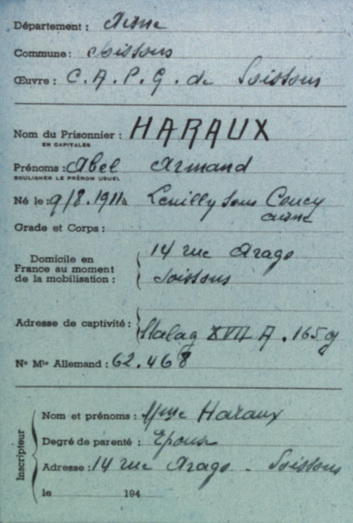 Département : Aisne
Commune : Soissons
Œuvre : C. A. P. G. de Soissons
Nom du Prisonnier : HARAUX
EN CAPITALES
Prénoms : Abel Armand
SOULIGNER LE PRÉNOM USUEL
Né le : 9/8.1911 à Leuilly sous Coucy
aisne
Grade et Corps :
Domicile en France au moment de la mobilisation : 14 rue Arago
Soissons
Adresse de captivité : Stalag XVII A . 165 g
N° Mle Allemand : 62.468
Inscripteur
Nom et prénoms : Mme Haraux
Degré de parenté : Epouse
Adresse : 14 rue Arago - Soissons
le 194